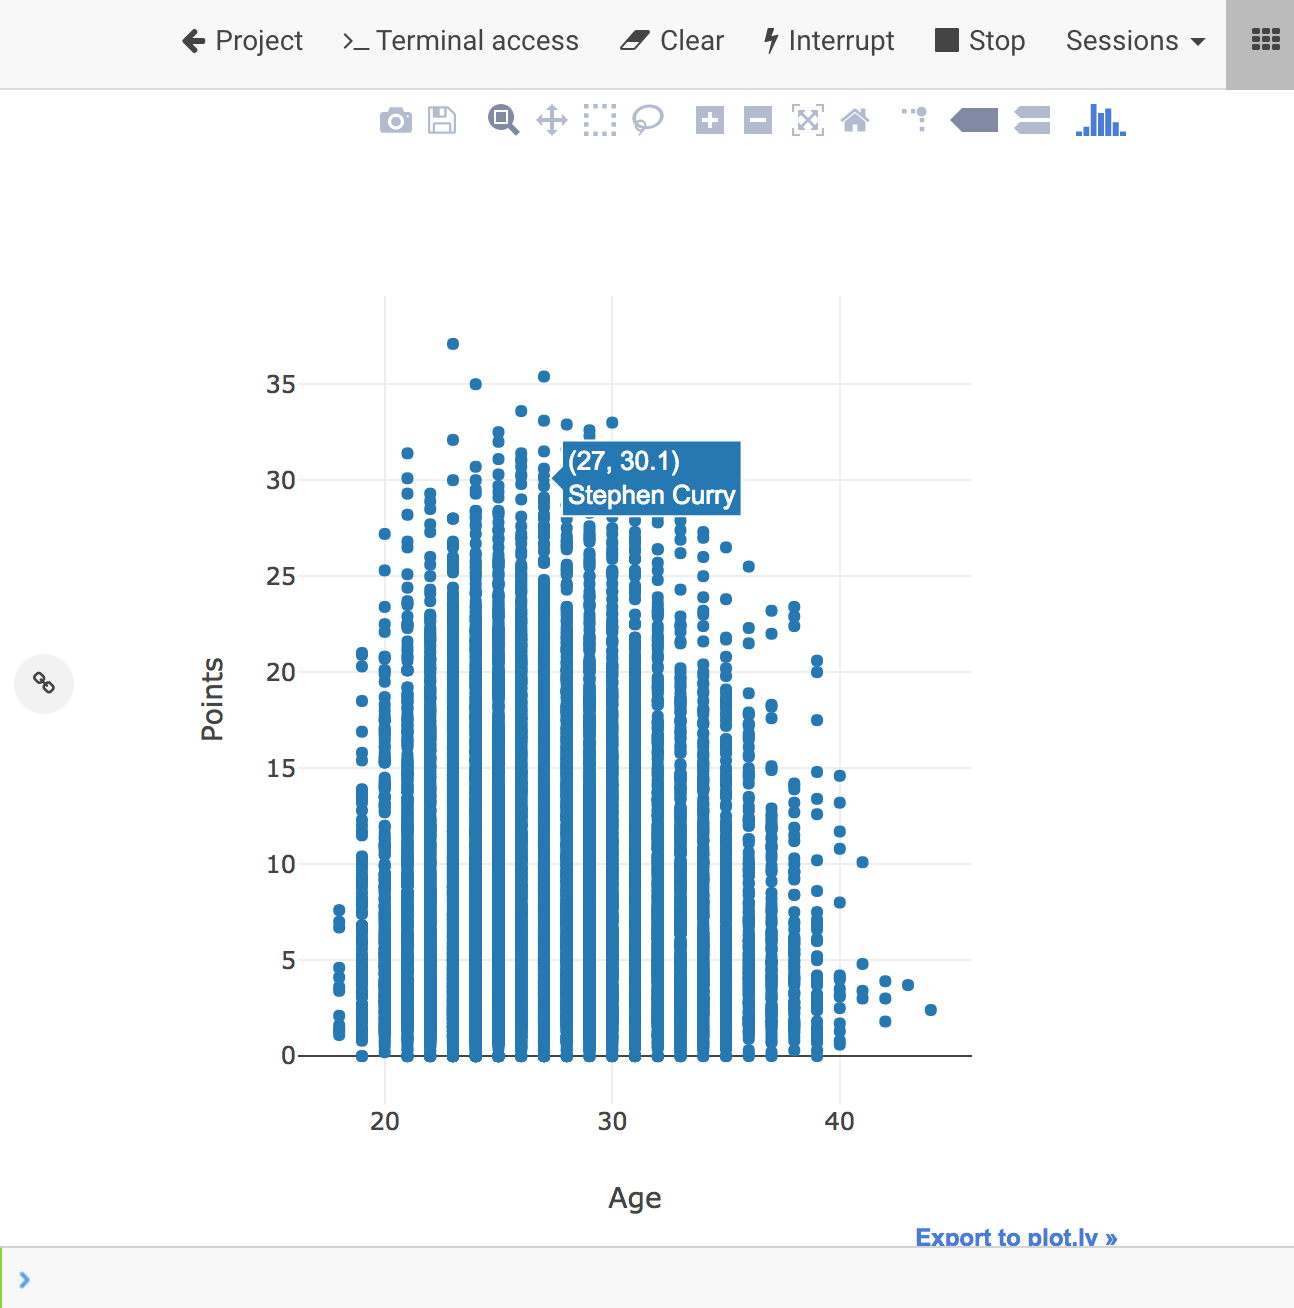 Project
Terminal access
Clear
Interrupt
Stop
Sessions
35
30
25
20
15
10
5
0
Points
(27, 30.1)
Stephen Curry
20
30
40
Age
Export to plot.ly »